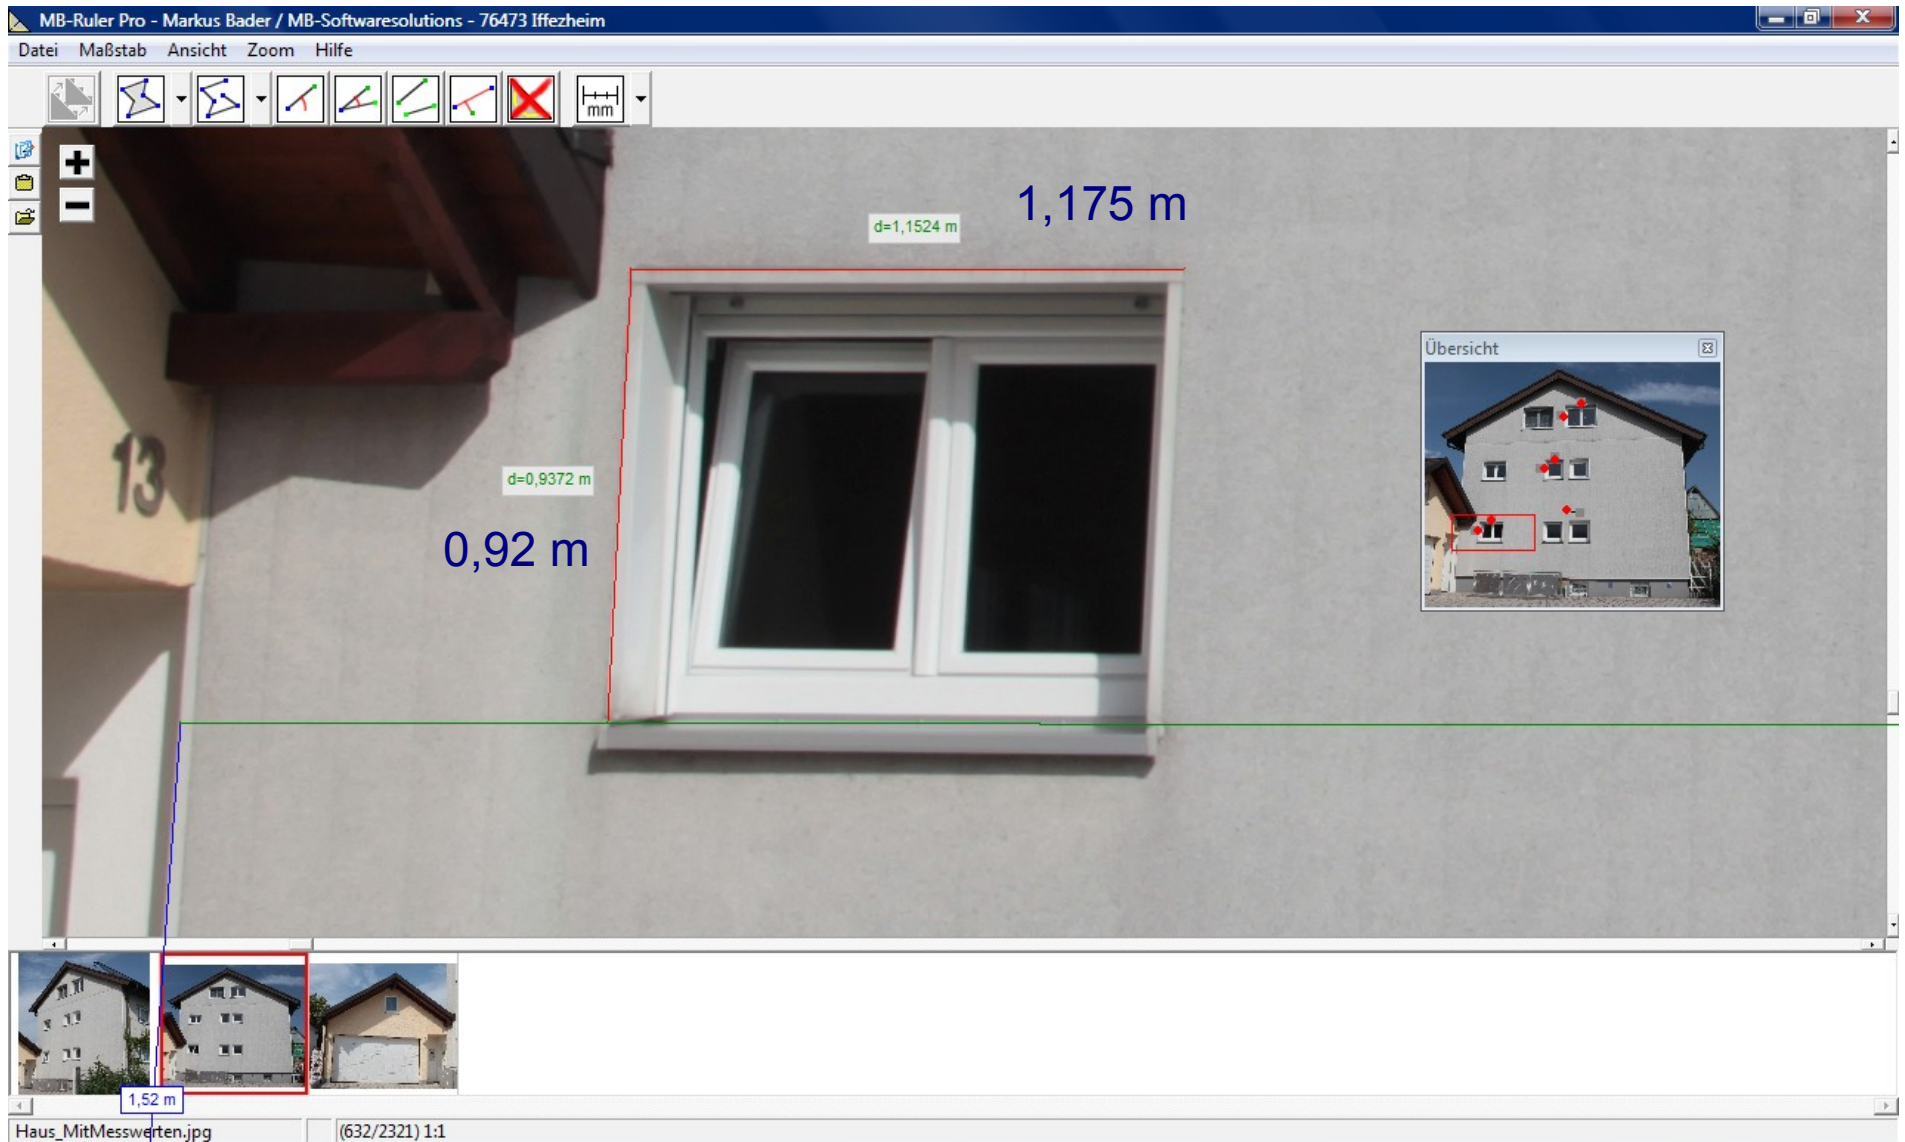 MB-Ruler Pro - Markus Bader / MB-Softwaresolutions - 76473 Iffezheim
Datei Maßstab Ansicht Zoom Hilfe
mm
1,175 m
d=1,1524 m
Übersicht
13
d=0,9372 m
0,92 m
1,52 m
Haus_MitMesswerten.jpg (632/2321) 1:1